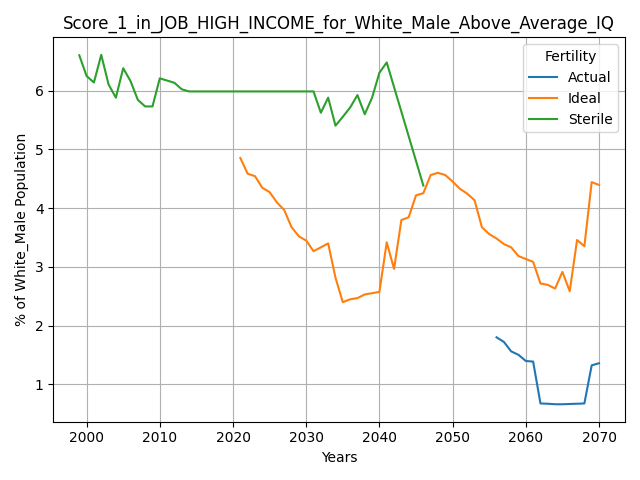 Score_1_in_JOB_HIGH_INCOME_for_White_Male_Above_Average_IQ
Fertility
Actual
Ideal
Sterile
% of White_Male Population
6
5
4
3
2
1
2000 2010 2020 2030 2040 2050 2060 2070
Years